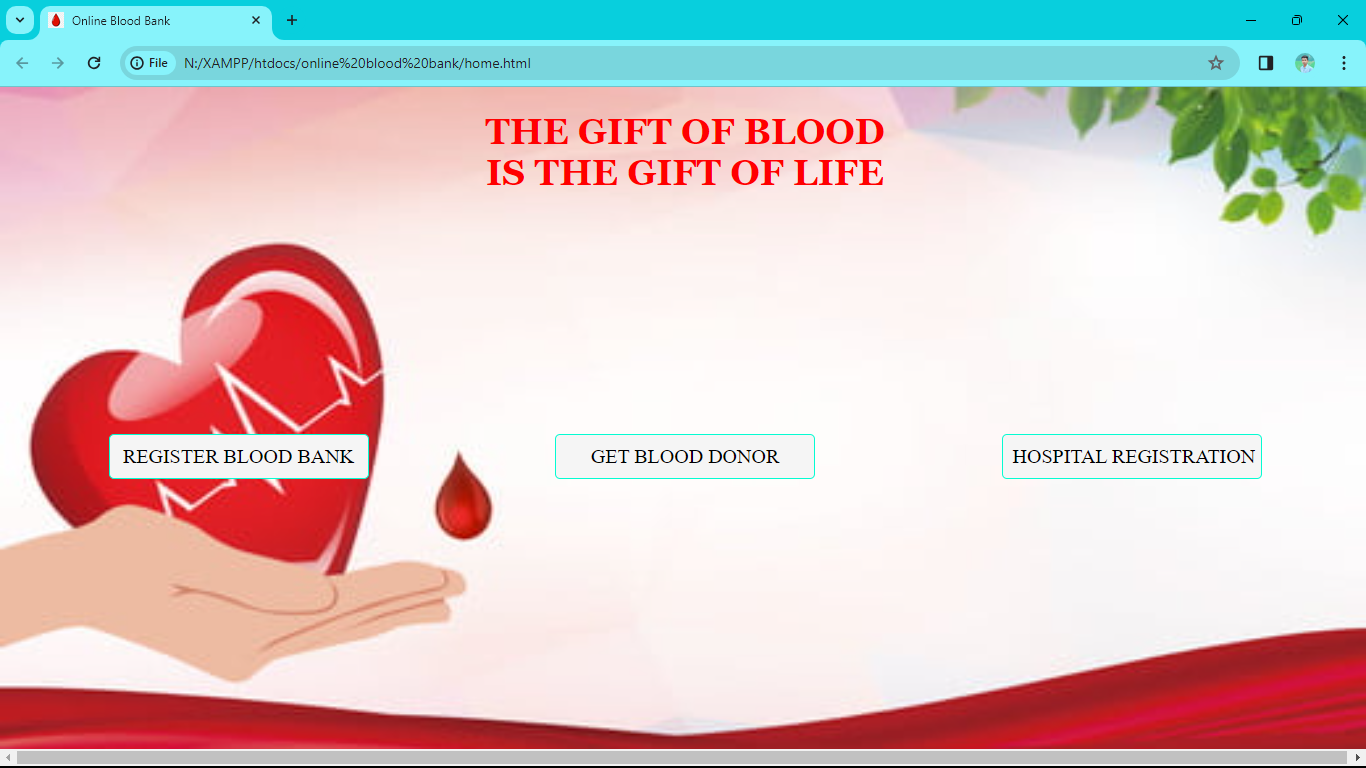 Online Blood Bank
File
N:/XAMPP/htdocs/online%20blood%20bank/home.html
THE GIFT OF BLOOD
IS THE GIFT OF LIFE
REGISTER BLOOD BANK
GET BLOOD DONOR
HOSPITAL REGISTRATION